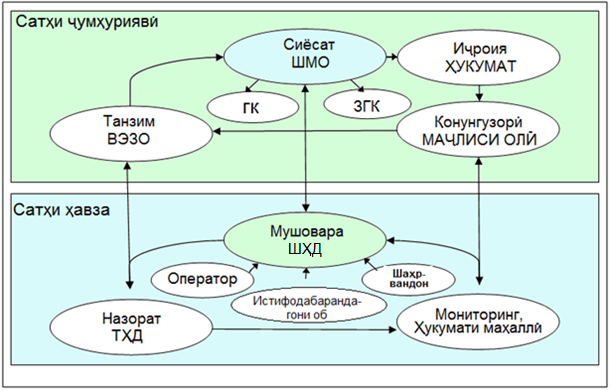 Сатҳи ҷумҳуриявӣ
Сиёсат
ШМО
Иҷроия
ҲУКУМАТ
ГК
ЗГК
Танзим
ВЭЗО
Қонунгузорӣ
МАҶЛИСИ ОЛӢ
Сатҳи ҳавза
Мушовара
ШҲД
Оператор
Шаҳр-
вандон
Истифодабаранда-
гони об
Назорат
ТҲД
Мониторинг,
Ҳукумати маҳаллӣ